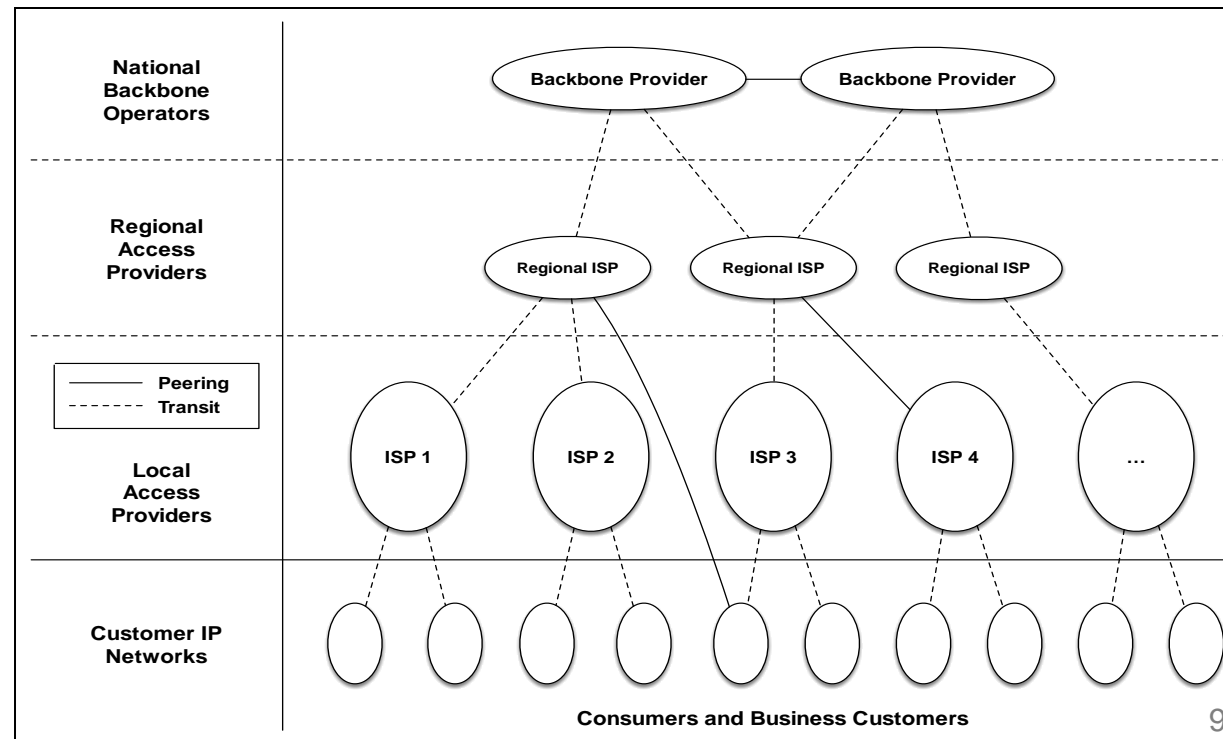 National
Backbone
Operators
Backbone Provider
Backbone Provider
Regional
Access
Providers
Regional ISP
Regional ISP
Regional ISP
Peering
Transit
Local
Access
Providers
ISP 1
ISP 2
ISP 3
ISP 4
...
Customer IP
Networks
Consumers and Business Customers
9